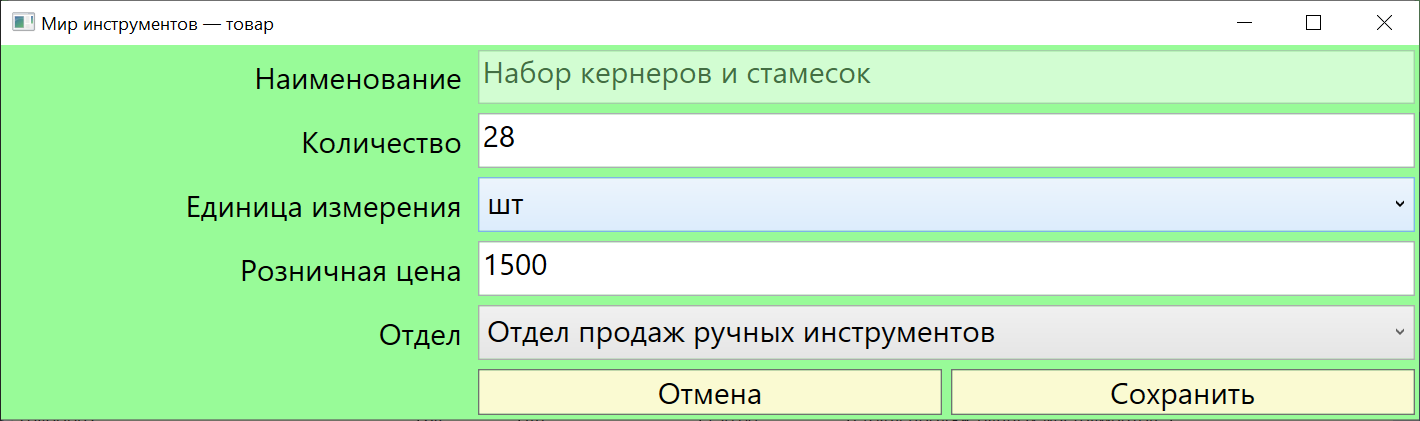 Мир инструментов — товар
Наименование
Набор кернеров и стамесок
Количество
28
Единица измерения
шт
Розничная цена
1500
Отдел
Отдел продаж ручных инструментов
Отмена
Сохранить